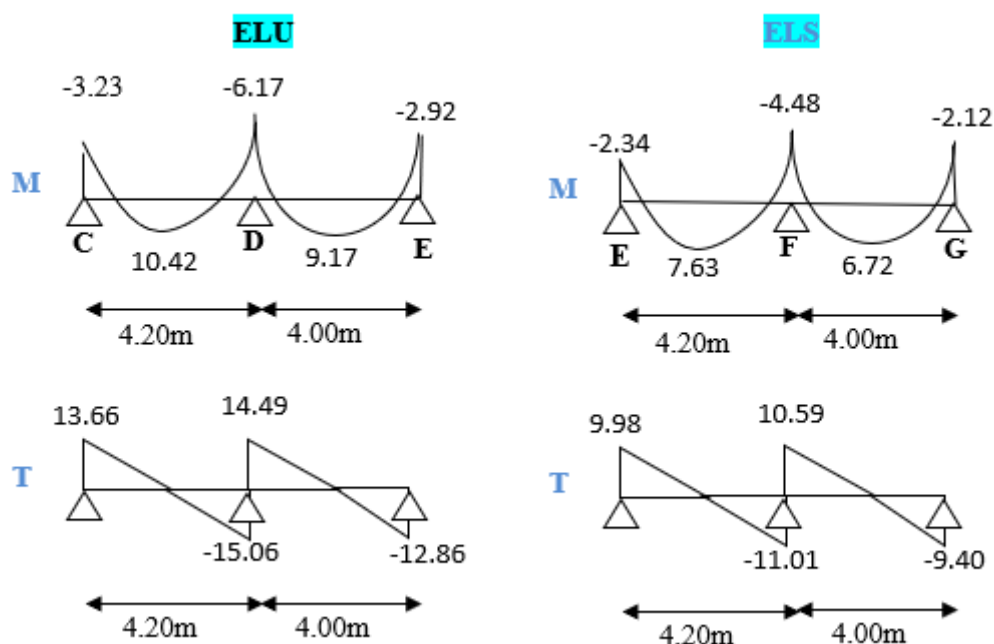 ELU
ELS
-3.23
-6.17
-2.92
M
C
D
E
10.42
9.17
4.20m
4.00m
-2.34
-4.48
-2.12
M
E
F
G
7.63
6.72
4.20m
4.00m
13.66
14.49
T
-15.06
-12.86
4.20m
4.00m
9.98
10.59
T
-11.01
-9.40
4.20m
4.00m